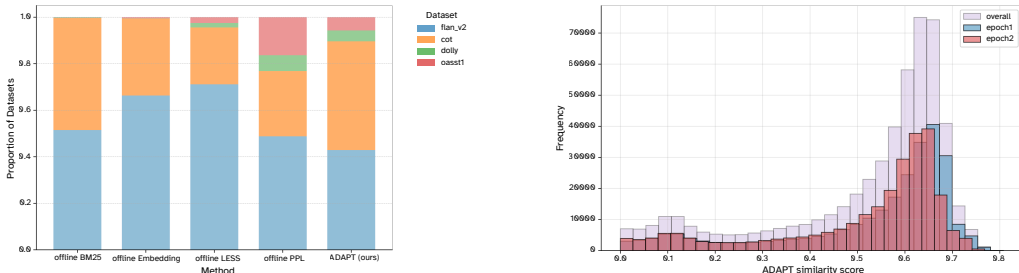 Proportion of Datasets
1.0
0.8
0.6
0.4
0.2
0.0
offline BM25
offline Embedding
offline LESS
offline PPL
ADAPT (ours)
Method
Dataset
flan_v2
cot
dolly
oasst1
Frequency
70000
60000
50000
40000
30000
20000
10000
0
0.0
0.1
0.2
0.3
0.4
0.5
0.6
0.7
0.8
ADAPT similarity score
overall
epoch1
epoch2